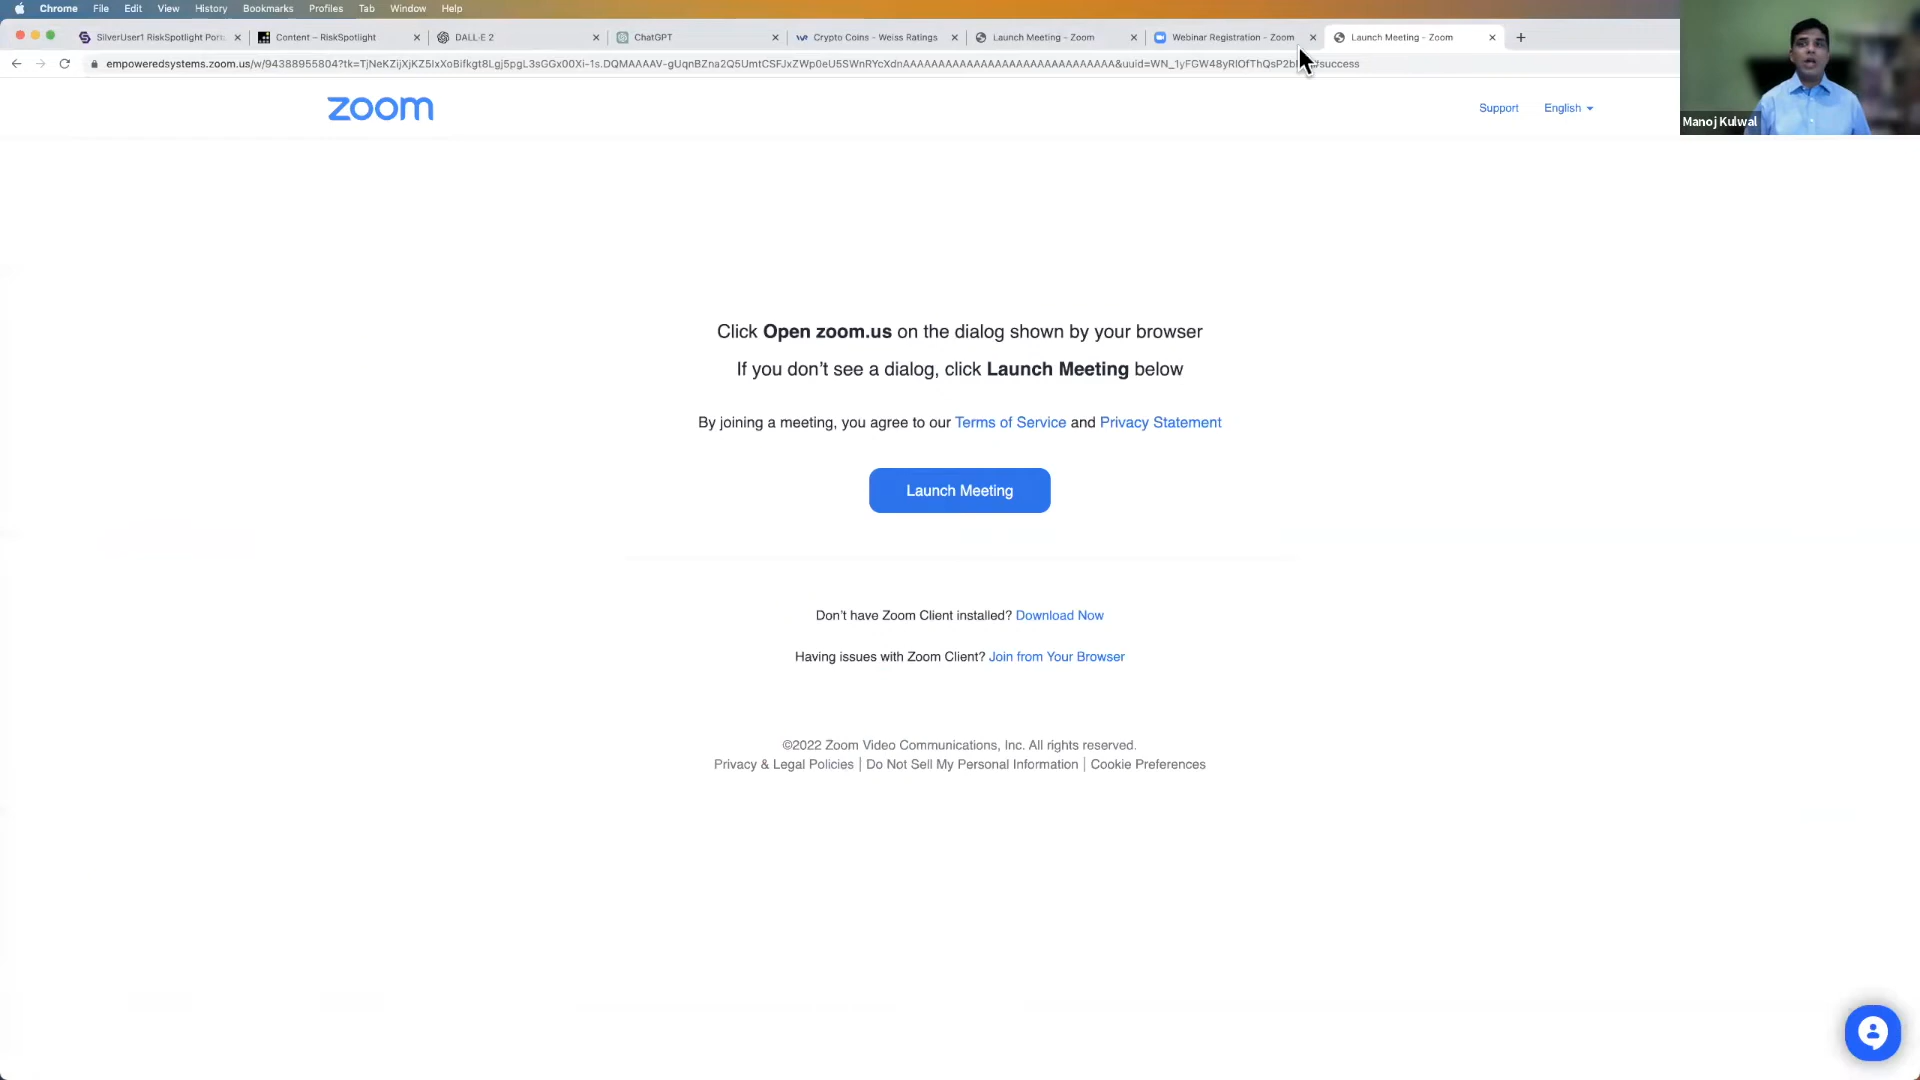 Chrome File Edit View History Bookmarks Profiles Tab Window Help
SilverUser1 RiskSpotlight Port
Content – RiskSpotlight
DALL·E 2
ChatGPT
Crypto Coins - Weiss Ratings
Launch Meeting - Zoom
Webinar Registration - Zoom
Launch Meeting - Zoom
zoom
Support
English
Manoj Kulwal
Click Open zoom.us on the dialog shown by your browser
If you don't see a dialog, click Launch Meeting below
By joining a meeting, you agree to our Terms of Service and Privacy Statement
Launch Meeting
Don't have Zoom Client installed? Download Now
Having issues with Zoom Client? Join from Your Browser
©2022 Zoom Video Communications, Inc. All rights reserved.
Privacy & Legal Policies | Do Not Sell My Personal Information | Cookie Preferences